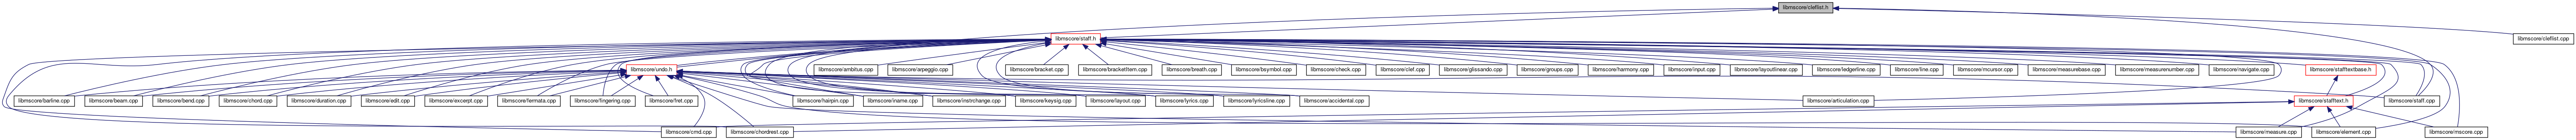 libmscore/cleflist.h
libmscore/staff.h
libmscore/cleflist.cpp
libmscore/undo.h
libmscore/ambitus.cpp
libmscore/arpeggio.cpp
libmscore/bracket.cpp
libmscore/bracketItem.cpp
libmscore/breath.cpp
libmscore/bsymbol.cpp
libmscore/check.cpp
libmscore/clef.cpp
libmscore/glissando.cpp
libmscore/groups.cpp
libmscore/harmony.cpp
libmscore/input.cpp
libmscore/layoutlinear.cpp
libmscore/ledgerline.cpp
libmscore/line.cpp
libmscore/mcursor.cpp
libmscore/measurebase.cpp
libmscore/measurenumber.cpp
libmscore/navigate.cpp
libmscore/stafftextbase.h
libmscore/barline.cpp
libmscore/beam.cpp
libmscore/bend.cpp
libmscore/chord.cpp
libmscore/duration.cpp
libmscore/edit.cpp
libmscore/excerpt.cpp
libmscore/fermata.cpp
libmscore/fingering.cpp
libmscore/fret.cpp
libmscore/hairpin.cpp
libmscore/iname.cpp
libmscore/instrchange.cpp
libmscore/keysig.cpp
libmscore/layout.cpp
libmscore/lyrics.cpp
libmscore/lyricsline.cpp
libmscore/accidental.cpp
libmscore/articulation.cpp
libmscore/stafftext.h
libmscore/staff.cpp
libmscore/cmd.cpp
libmscore/chordrest.cpp
libmscore/measure.cpp
libmscore/element.cpp
libmscore/mscore.cpp